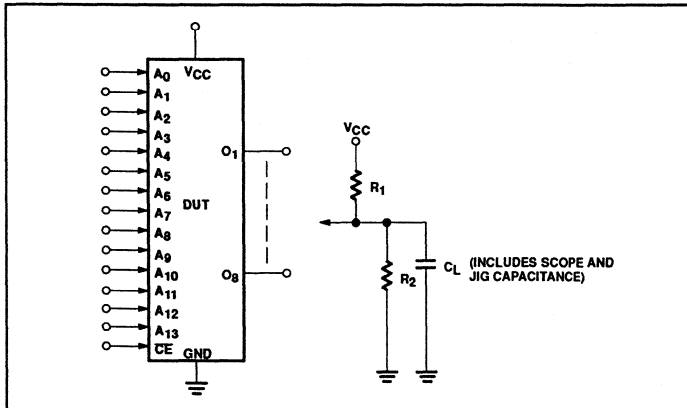 VCC
A0
A1
A2
A3
A4
A5
A6
A7
A8
A9
A10
A11
A12
A13
CE
DUT
GND
O1
O8
VCC
R1
R2
CL (INCLUDES SCOPE AND
JIG CAPACITANCE)